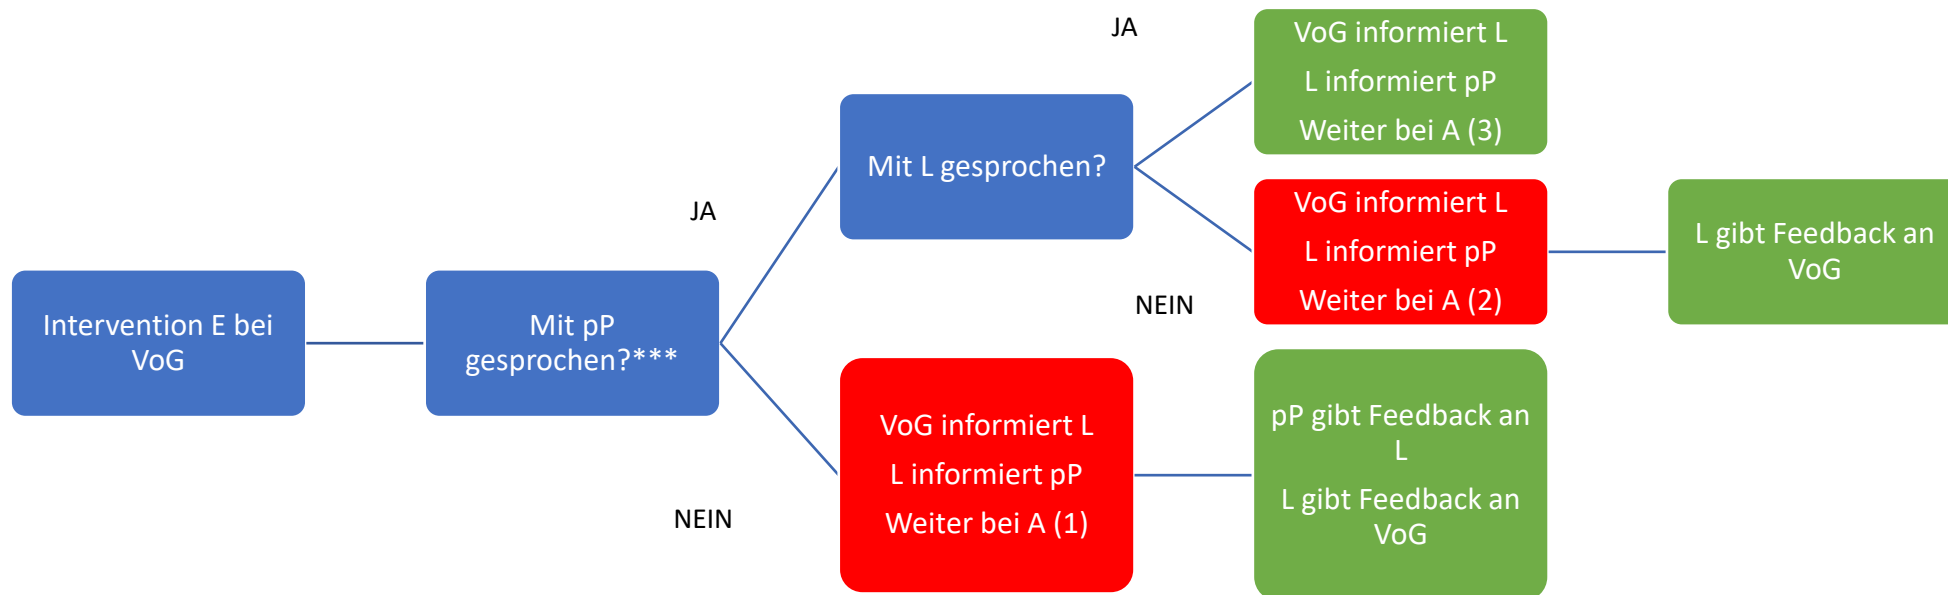 Intervention E bei
VoG
Mit pP
gesprochen?***
JA
NEIN
Mit L gesprochen?
JA
NEIN
VoG informiert L
L informiert pP
Weiter bei A (3)
VoG informiert L
L informiert pP
Weiter bei A (2)
L gibt Feedback an
VoG
VoG informiert L
L informiert pP
Weiter bei A (1)
pP gibt Feedback an
L
L gibt Feedback an
VoG